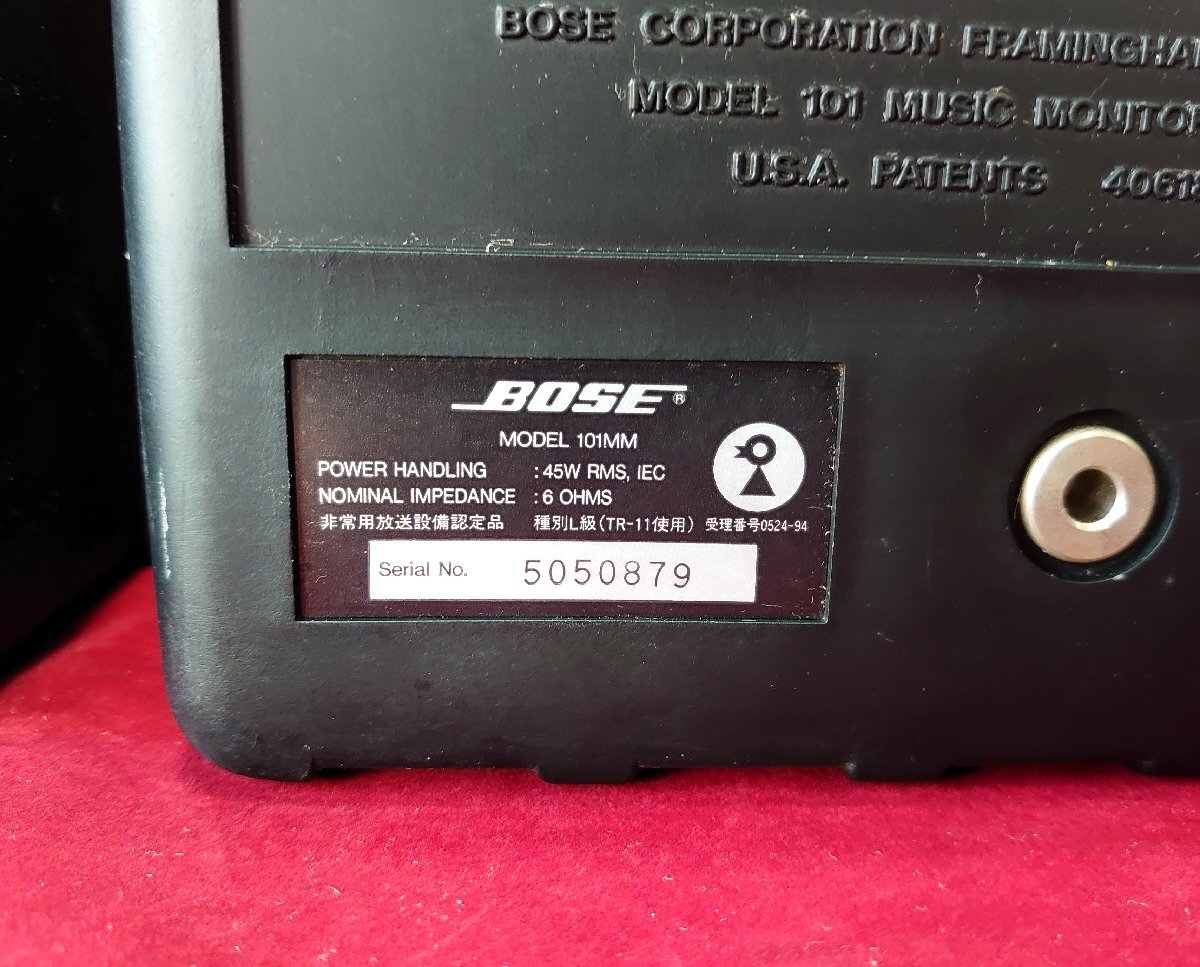 BOSE CORPORATION FRAMINGHA
MODEL 101 MUSIC MONITOR
U.S.A. PATENTS 4061
BOSE®
MODEL 101MM
POWER HANDLING : 45W RMS, IEC
NOMINAL IMPEDANCE : 6 OHMS
非常用放送設備認定品 種別L級(TR-11使用) 受理番号0524-94
Serial No. 5050879